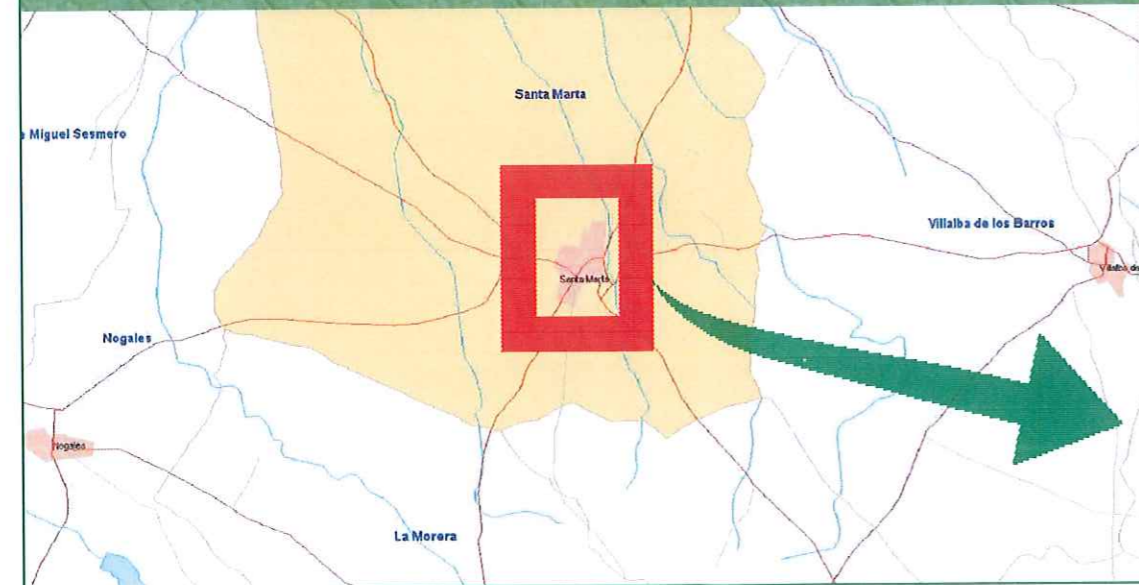 Santa Marta
Miguel Sesmero
Villalba de los Barros
Santa Marta
Nogales
Nogales
La Morera